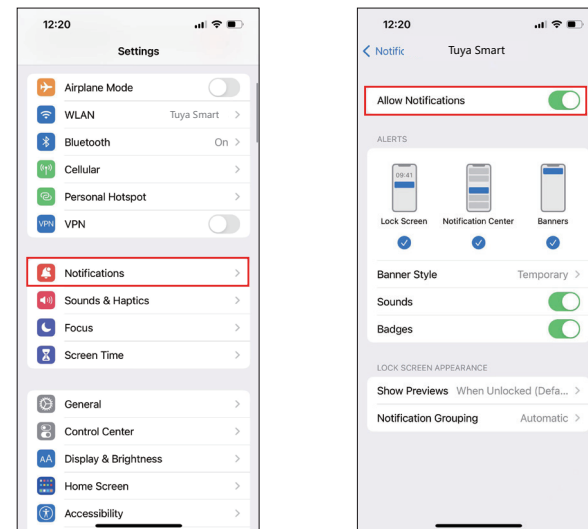 12:20
Settings
Airplane Mode
WLAN Tuya Smart
Bluetooth On
Cellular
Personal Hotspot
VPN VPN
Notifications
Sounds & Haptics
Focus
Screen Time
General
Control Center
AA Display & Brightness
Home Screen
Accessibility
12:20
Notific Tuya Smart
Allow Notifications
ALERTS
09:41
Lock Screen Notification Center Banners
Banner Style Temporary
Sounds
Badges
LOCK SCREEN APPEARANCE
Show Previews When Unlocked (Defa...
Notification Grouping Automatic